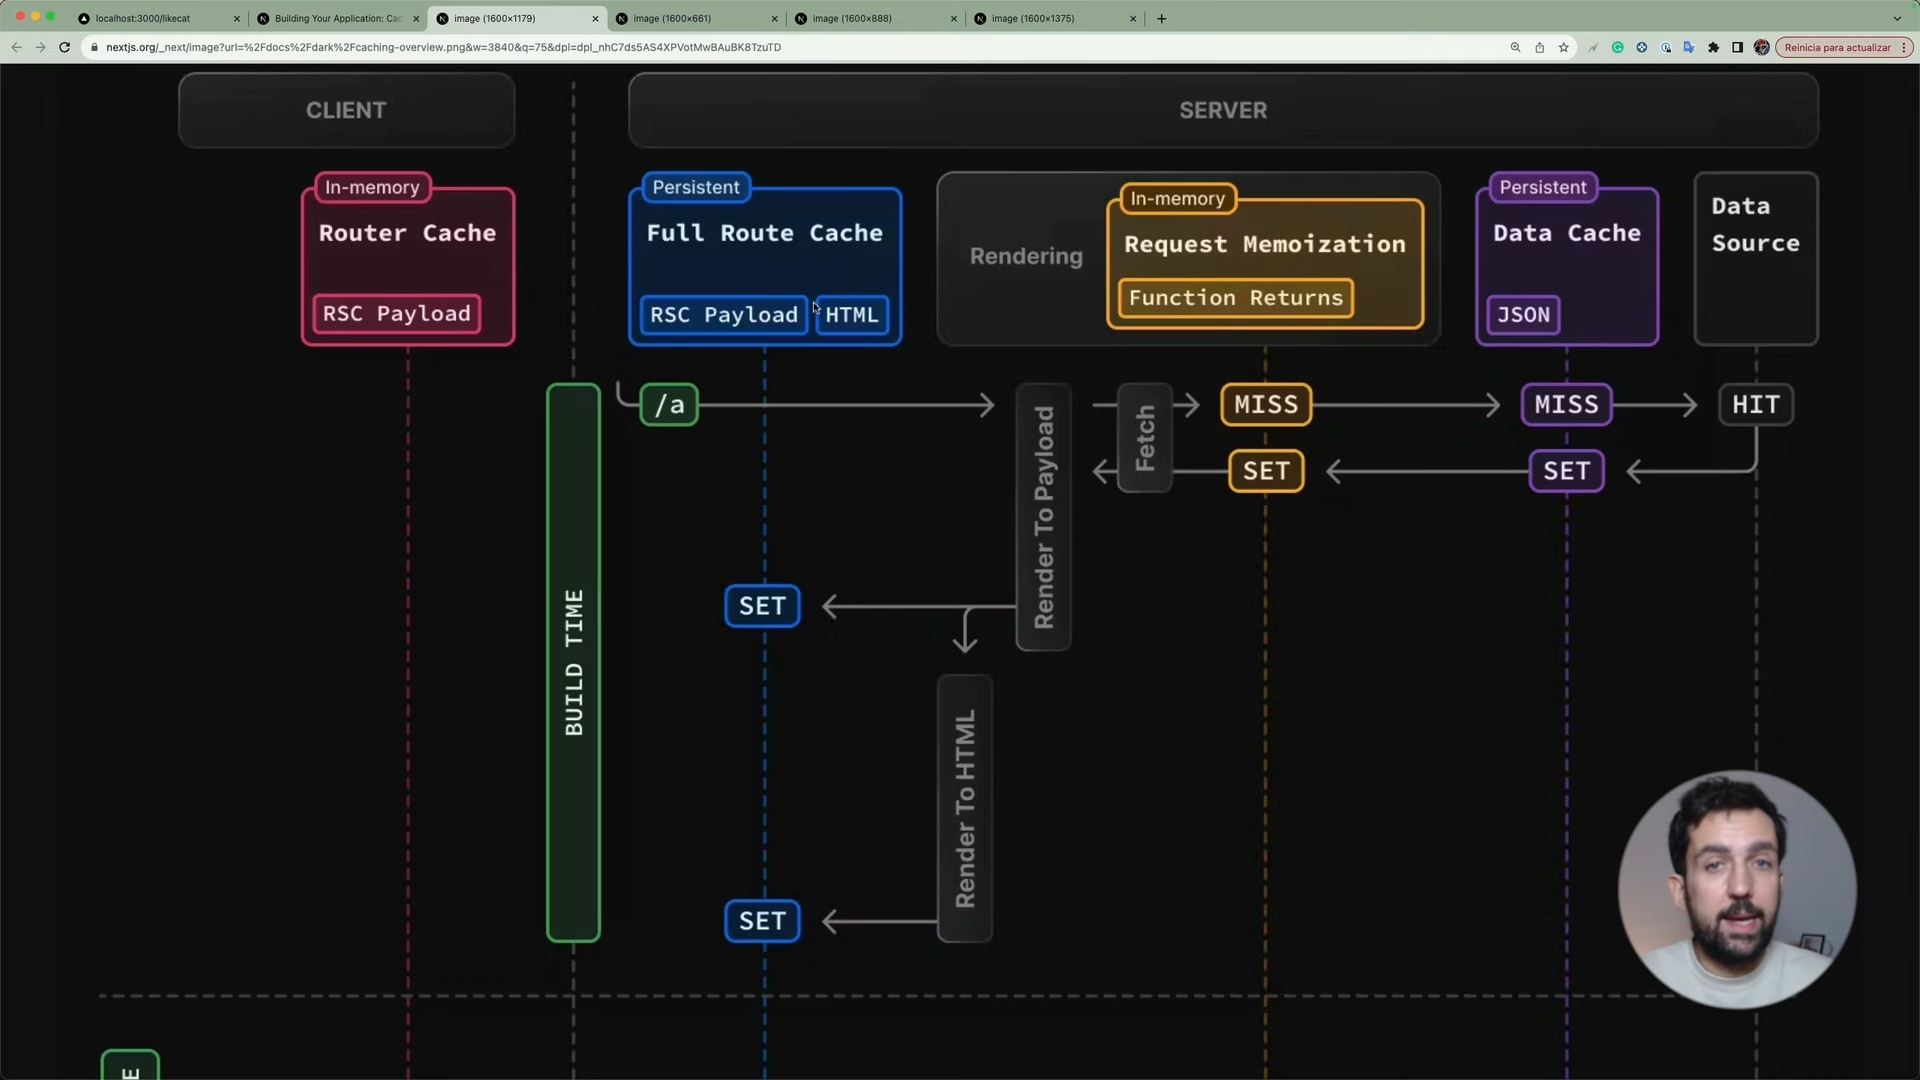 localhost:3000/likecat
Building Your Application: Cac
image (1600×1179)
image (1600×661)
image (1600×888)
image (1600×1375)
nextjs.org/_next/image?url=%2Fdocs%2Fdark%2Fcaching-overview.png&w=3840&q=75&dpl=dpl_nhC7ds5AS4XPVotMwBAuBK8TzuTD
Reinicia para actualizar
CLIENT
SERVER
In-memory
Router Cache
RSC Payload
Persistent
Full Route Cache
RSC Payload
HTML
Rendering
In-memory
Request Memoization
Function Returns
Persistent
Data Cache
JSON
Data
Source
BUILD TIME
/a
Render To Payload
Fetch
MISS
MISS
HIT
SET
SET
SET
Render To HTML
SET
E